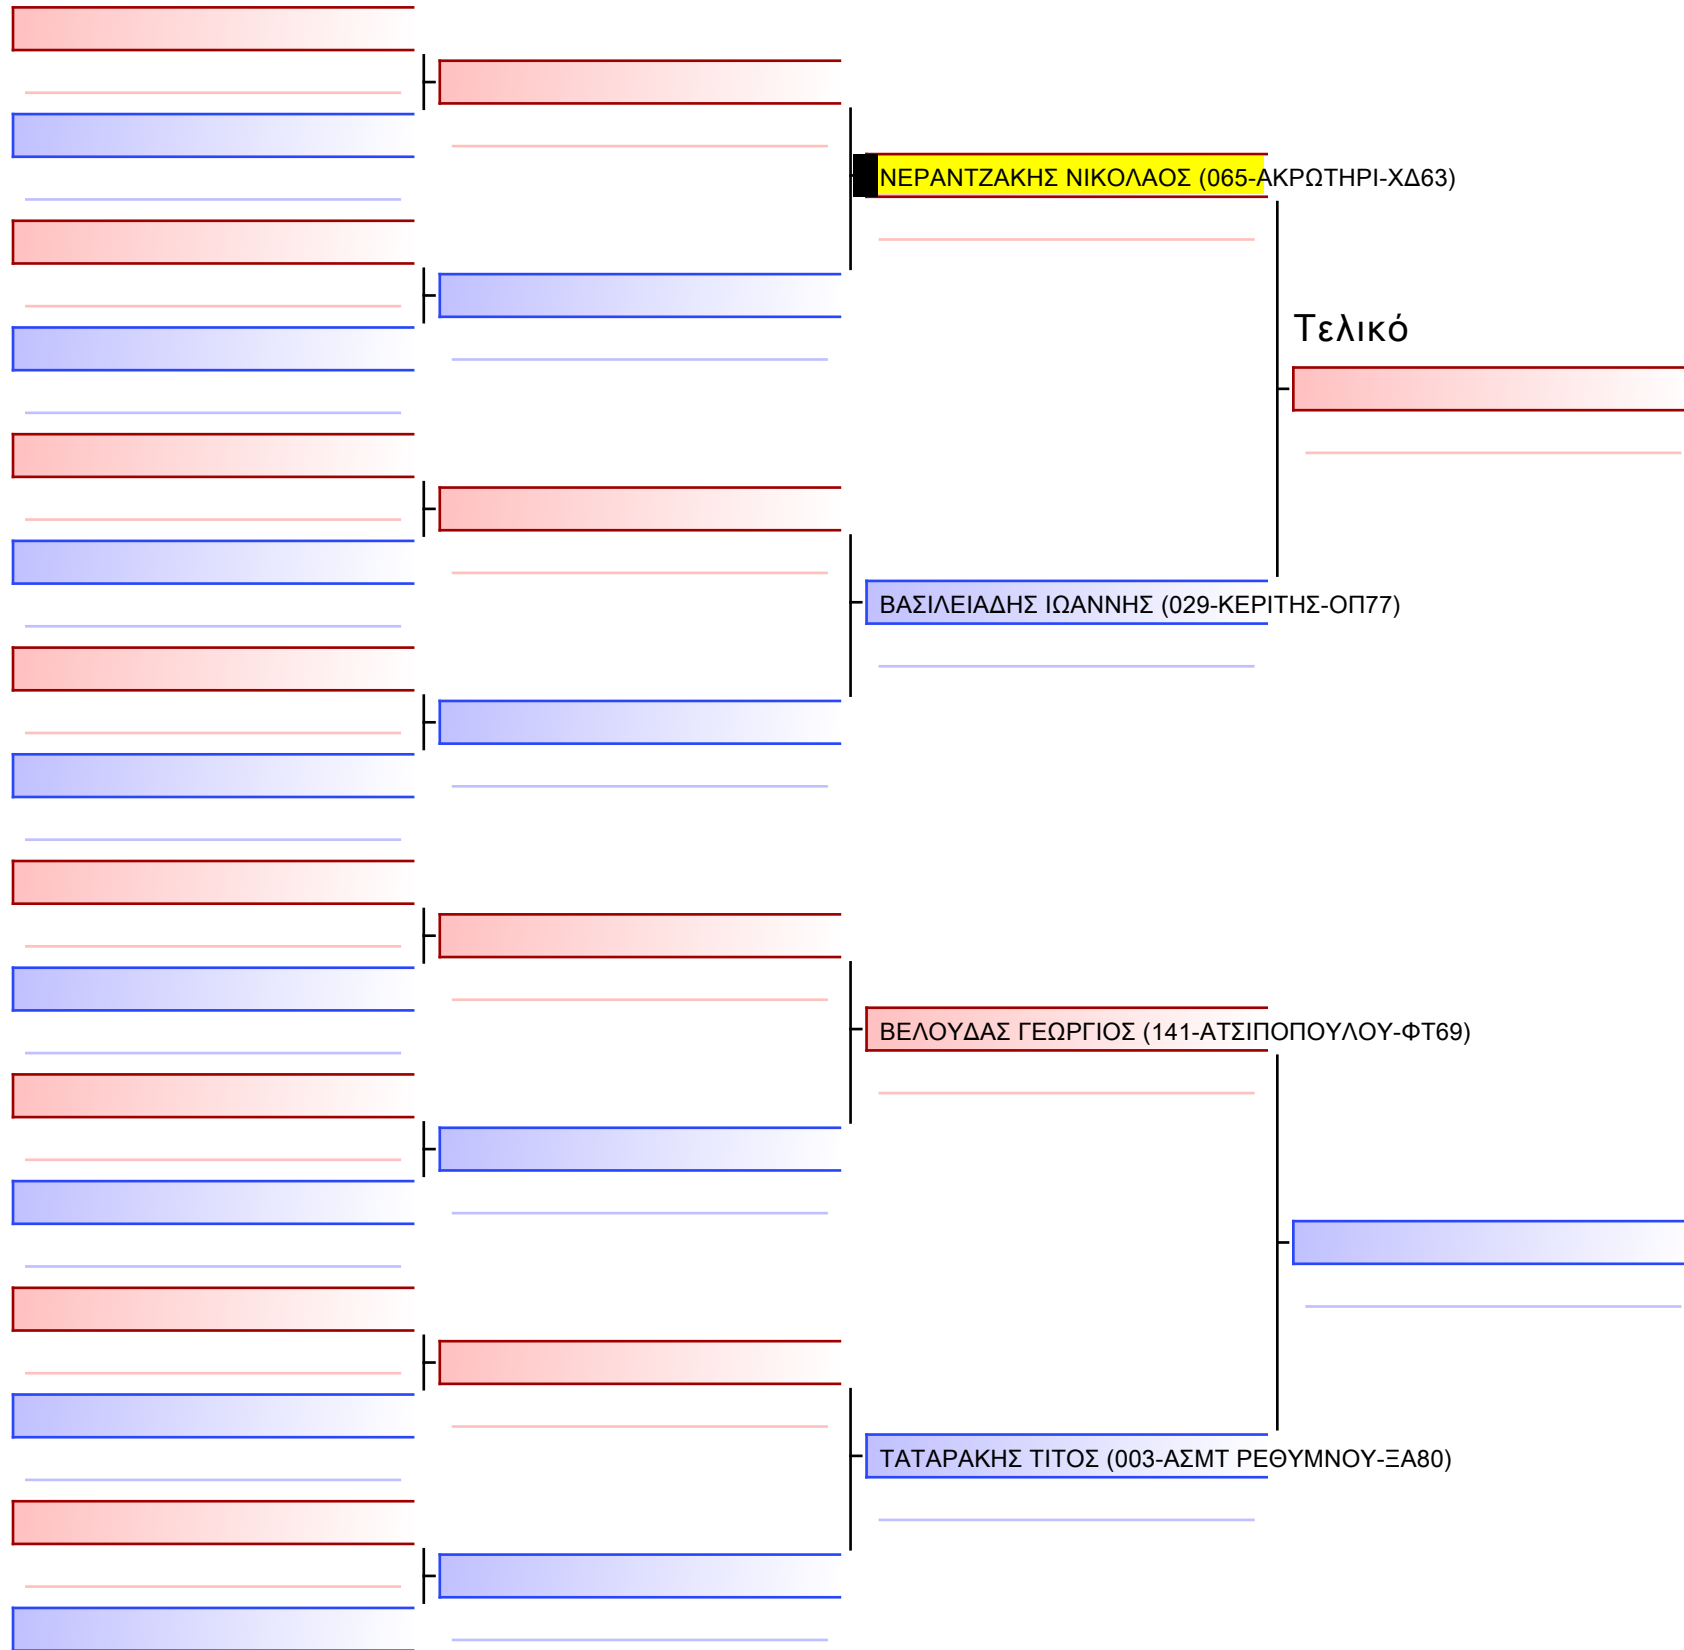 ΝΕΡΑΝΤΖΑΚΗΣ ΝΙΚΟΛΑΟΣ (065-ΑΚΡΩΤΗΡΙ-ΧΔ63)
Τελικό
ΒΑΣΙΛΕΙΑΔΗΣ ΙΩΑΝΝΗΣ (029-ΚΕΡΙΤΗΣ-ΟΠ77)
ΒΕΛΟΥΔΑΣ ΓΕΩΡΓΙΟΣ (141-ΑΤΣΙΠΟΠΟΥΛΟΥ-ΦΤ69)
ΤΑΤΑΡΑΚΗΣ ΤΙΤΟΣ (003-ΑΣΜΤ ΡΕΘΥΜΝΟΥ-ΞΑ80)